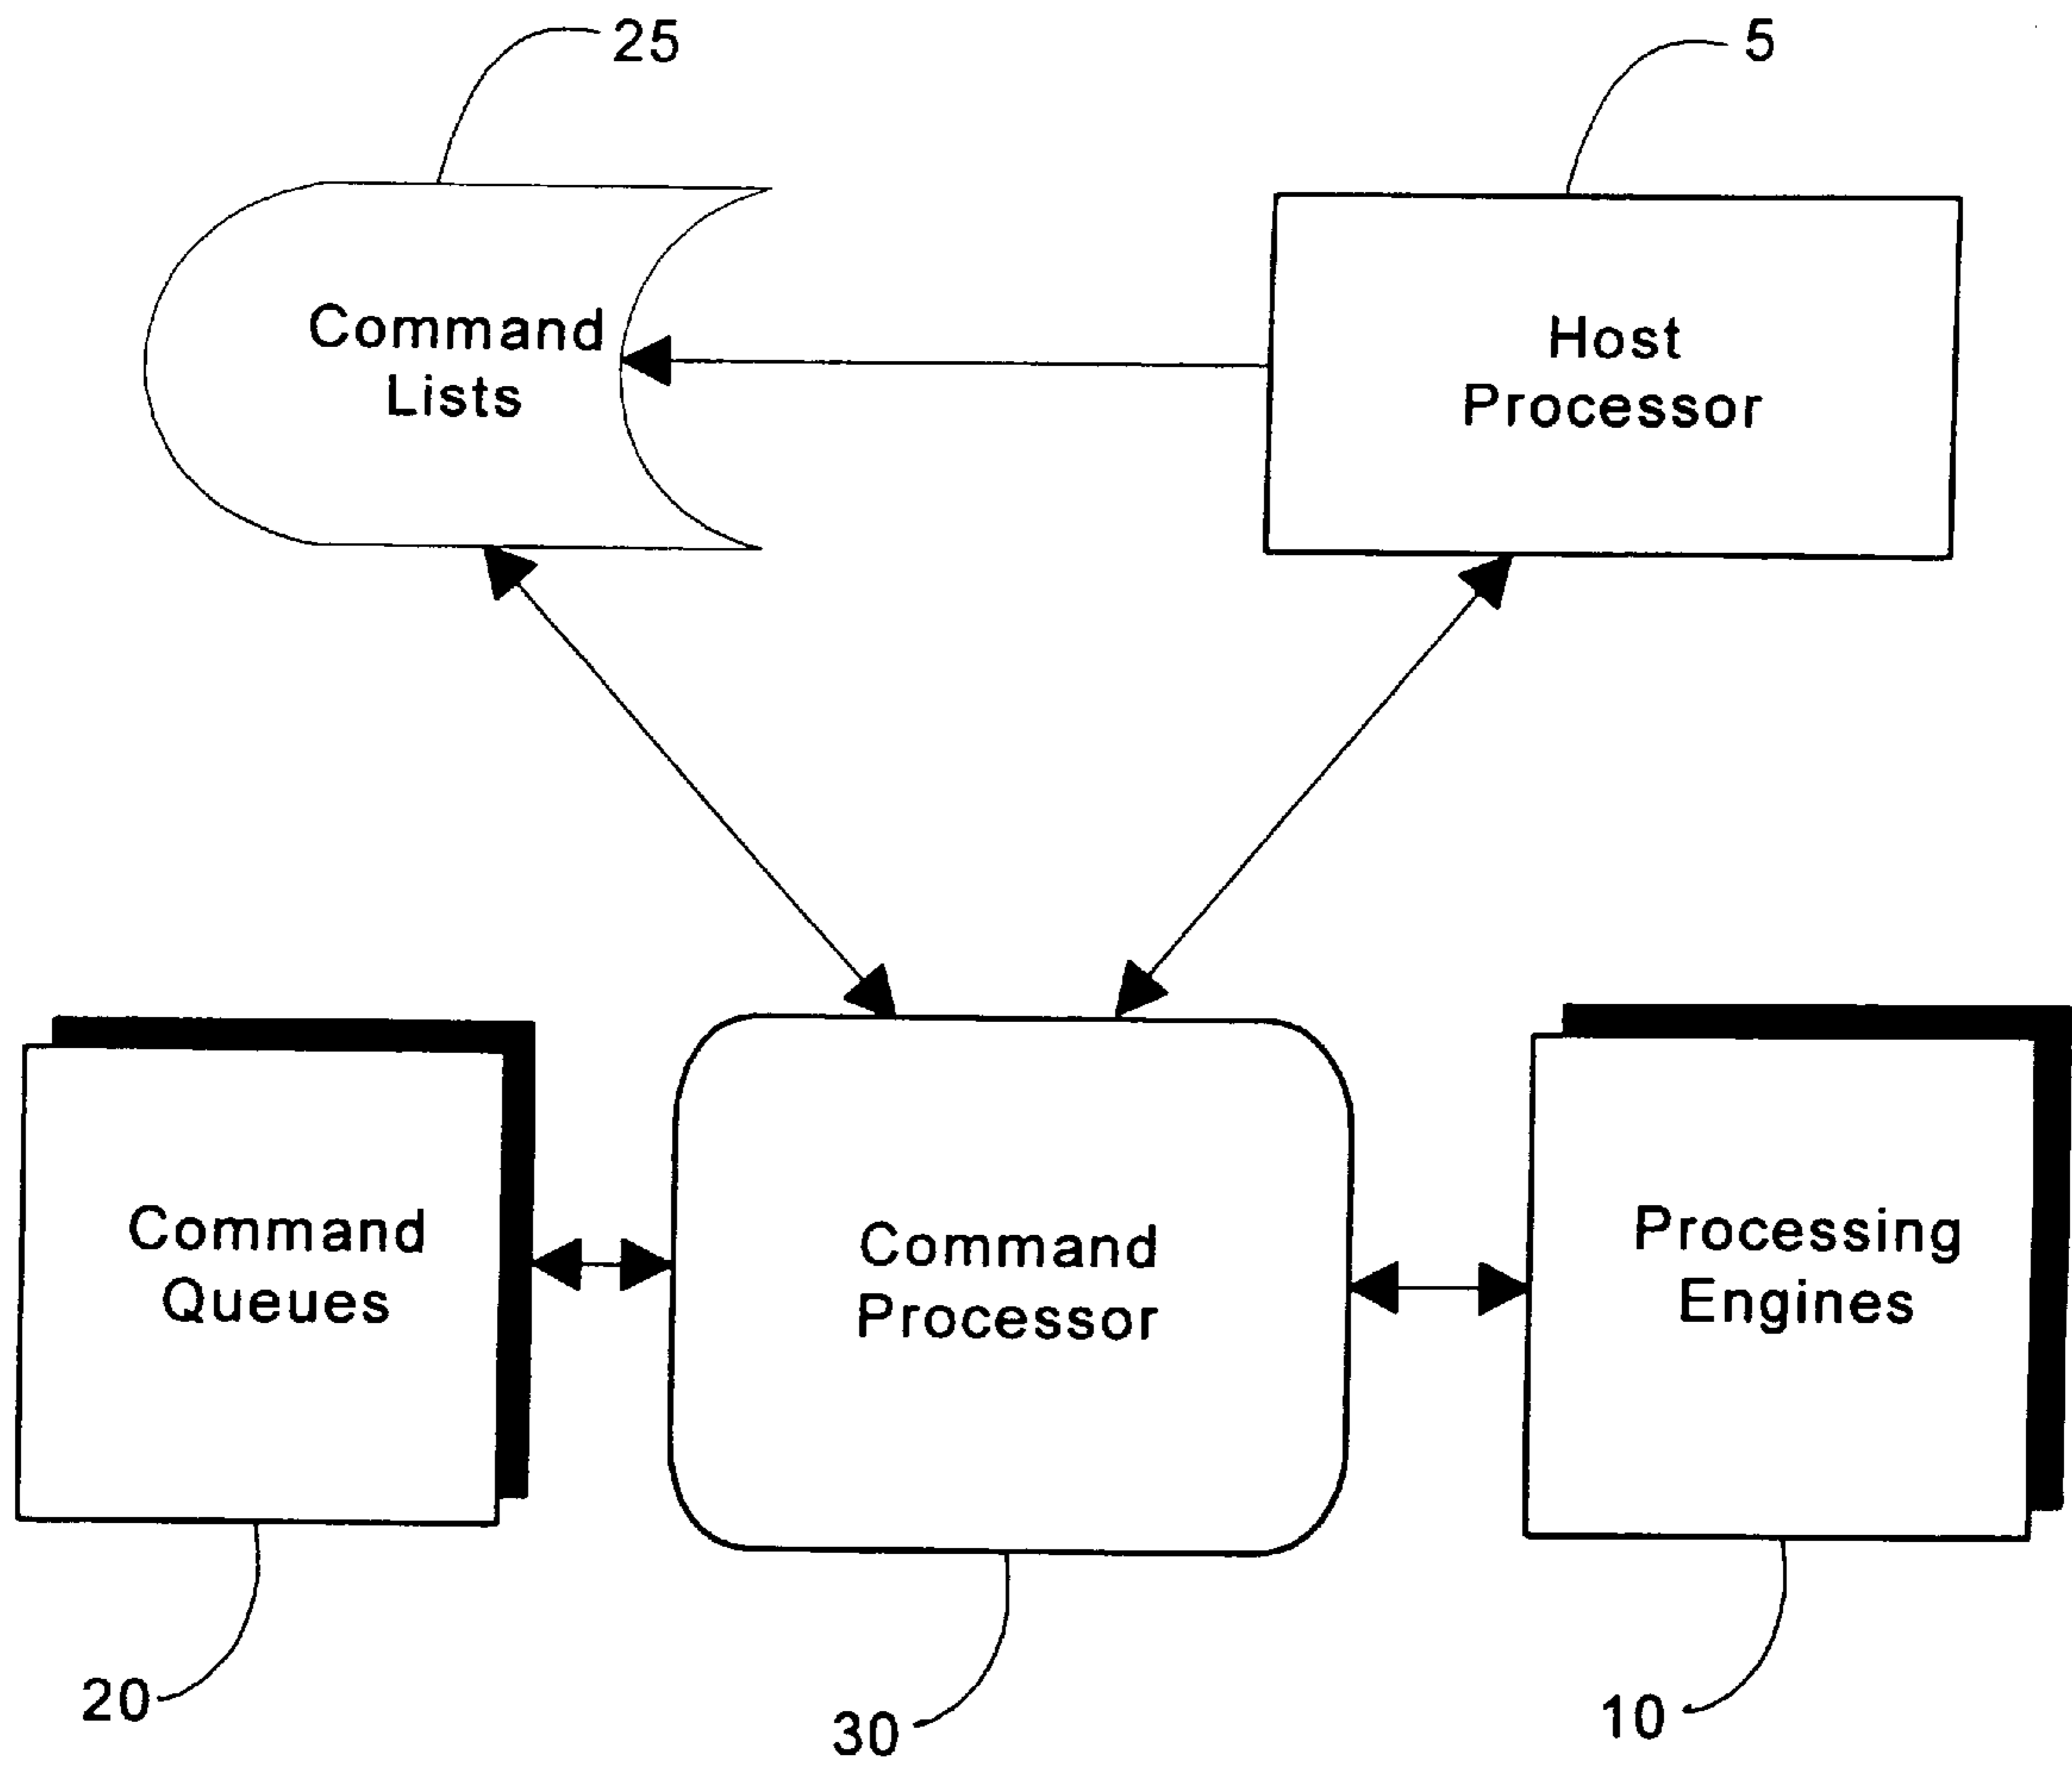 25
5
Command
Lists
Host
Processor
Command
Queues
Command
Processor
Processing
Engines
20
30
10